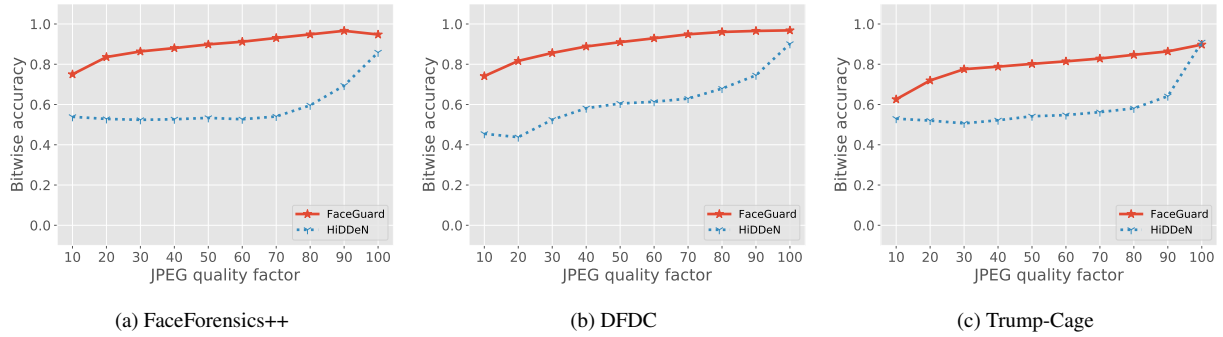 1.0
0.8
0.6
0.4
0.2
0.0
Bitwise accuracy
FaceGuard
HiDDeN
10 20 30 40 50 60 70 80 90 100
JPEG quality factor
(a) FaceForensics++
1.0
0.8
0.6
0.4
0.2
0.0
Bitwise accuracy
FaceGuard
HiDDeN
10 20 30 40 50 60 70 80 90 100
JPEG quality factor
(b) DFDC
1.0
0.8
0.6
0.4
0.2
0.0
Bitwise accuracy
FaceGuard
HiDDeN
10 20 30 40 50 60 70 80 90 100
JPEG quality factor
(c) Trump-Cage